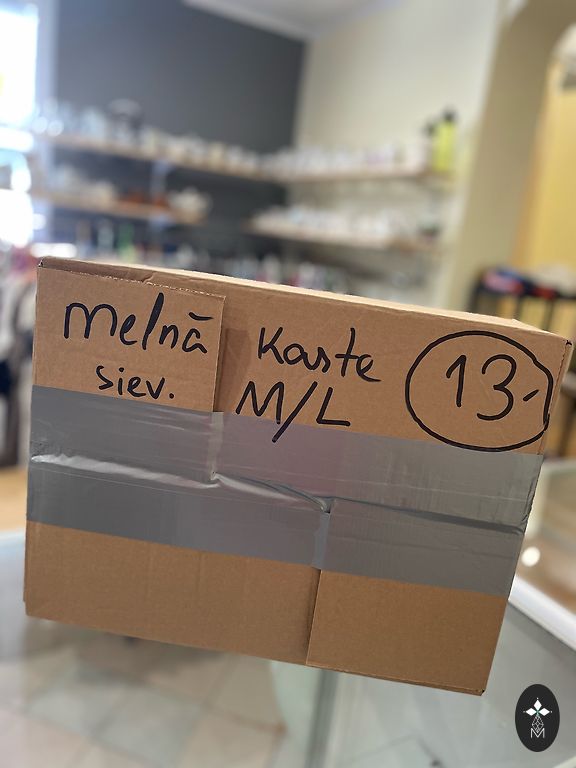 melnā kaste 13,-
siev. M/L
M